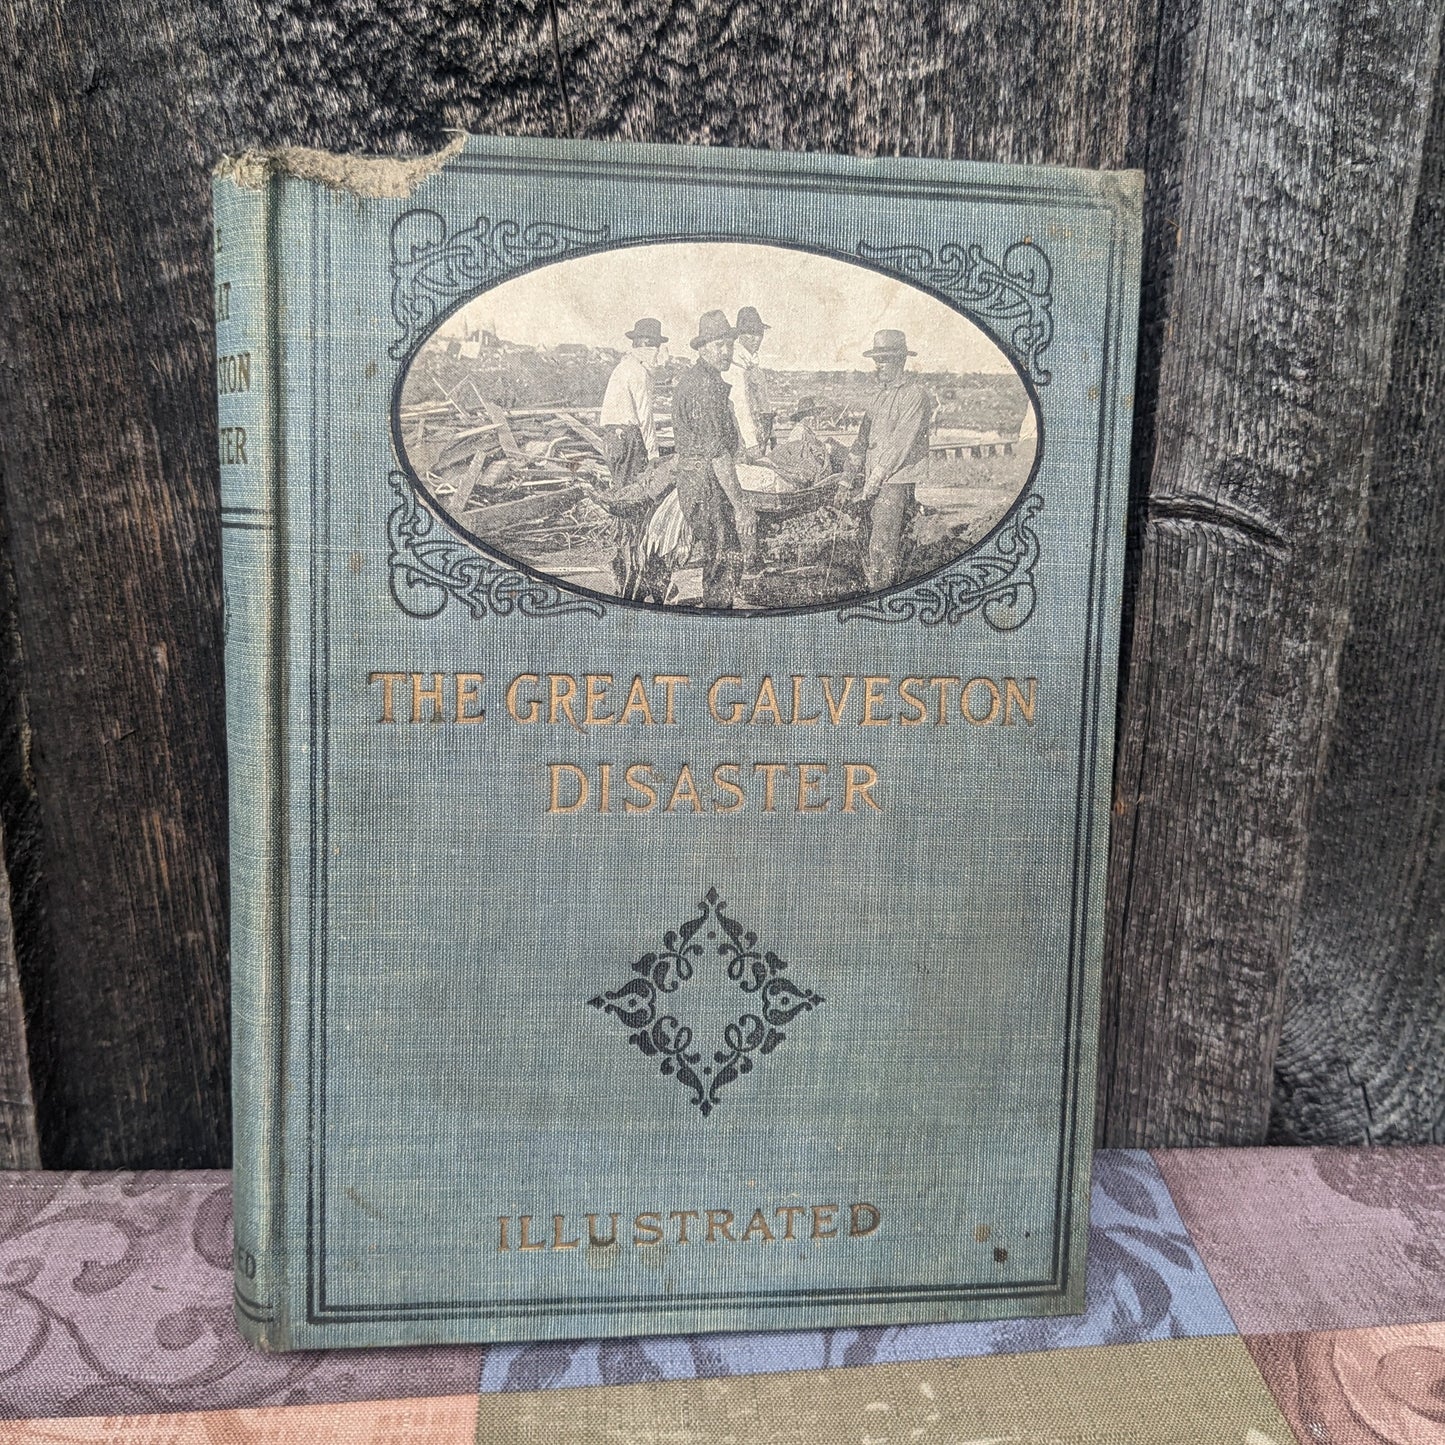 THE GREAT GALVESTON
DISASTER
ILLUSTRATED